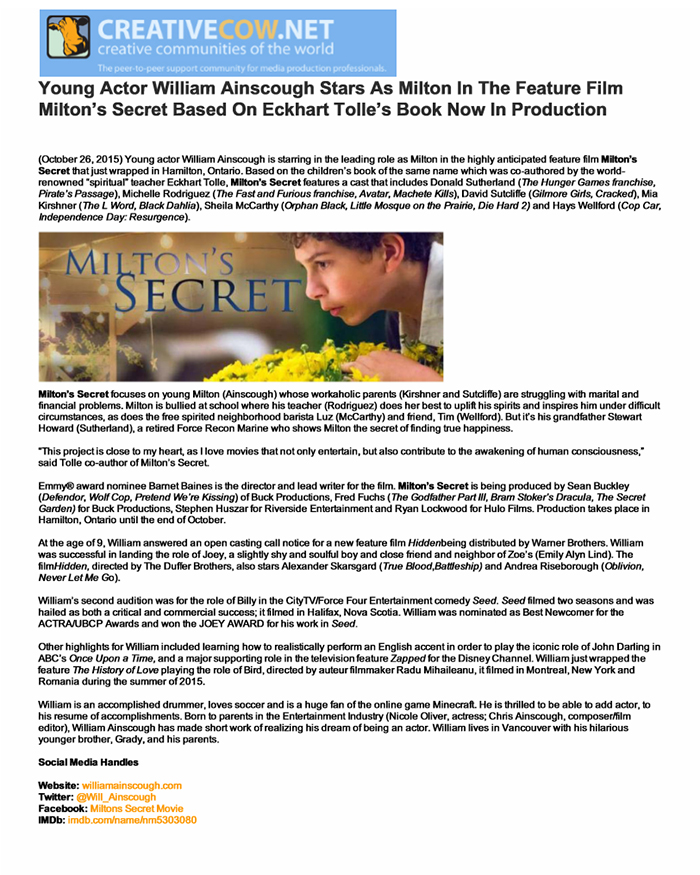 CREATIVECOW.NET
creative communities of the world
The peer-to-peer support community for media production professionals.
Young Actor William Ainscough Stars As Milton In The Feature Film
Milton's Secret Based On Eckhart Tolle's Book Now In Production
(October 26, 2015) Young actor William Ainscough is starring in the leading role as Milton in the highly anticipated feature film Milton's
Secret that just wrapped in Hamilton, Ontario. Based on the children's book of the same name which was co-authored by the world-
renowned "spiritual" teacher Eckhart Tolle, Milton's Secret features a cast that includes Donald Sutherland (The Hunger Games franchise,
Pirate's Passage), Michelle Rodriguez (The Fast and Furious franchise, Avatar, Machete Kills), David Sutcliffe (Gilmore Girls, Cracked), Mia
Kirshner (The L Word, Black Dahlia), Sheila McCarthy (Orphan Black, Little Mosque on the Prairie, Die Hard 2) and Hays Wellford (Cop Car,
Independence Day: Resurgence).
MILTON'S
SECRET
Milton's Secret focuses on young Milton (Ainscough) whose workaholic parents (Kirshner and Sutcliffe) are struggling with marital and
financial problems. Milton is bullied at school where his teacher (Rodriguez) does her best to uplift his spirits and inspires him under difficult
circumstances, as does the free spirited neighborhood barista Luz (McCarthy) and friend, Tim (Wellford). But it's his grandfather Stewart
Howard (Sutherland), a retired Force Recon Marine who shows Milton the secret of finding true happiness.
"This project is close to my heart, as I love movies that not only entertain, but also contribute to the awakening of human consciousness,"
said Tolle co-author of Milton's Secret.
Emmy® award nominee Barnet Baines is the director and lead writer for the film. Milton's Secret is being produced by Sean Buckley
(Defendor, Wolf Cop, Pretend We're Kissing) of Buck Productions, Fred Fuchs (The Godfather Part III, Bram Stoker's Dracula, The Secret
Garden) for Buck Productions, Stephen Huszar for Riverside Entertainment and Ryan Lockwood for Hulo Films. Production takes place in
Hamilton, Ontario until the end of October.
At the age of 9, William answered an open casting call notice for a new feature film Hiddenbeing distributed by Warner Brothers. William
was successful in landing the role of Joey, a slightly shy and soulful boy and close friend and neighbor of Zoe's (Emily Alyn Lind). The
filmHidden, directed by The Duffer Brothers, also stars Alexander Skarsgard (True Blood,Battleship) and Andrea Riseborough (Oblivion,
Never Let Me Go).
William's second audition was for the role of Billy in the CityTV/Force Four Entertainment comedy Seed. Seed filmed two seasons and was
hailed as both a critical and commercial success; it filmed in Halifax, Nova Scotia. William was nominated as Best Newcomer for the
ACTRA/UBCP Awards and won the JOEY AWARD for his work in Seed.
Other highlights for William included learning how to realistically perform an English accent in order to play the iconic role of John Darling in
ABC's Once Upon a Time, and a major supporting role in the television feature Zapped for the Disney Channel. William just wrapped the
feature The History of Love playing the role of Bird, directed by auteur filmmaker Radu Mihaileanu, it filmed in Montreal, New York and
Romania during the summer of 2015.
William is an accomplished drummer, loves soccer and is a huge fan of the online game Minecraft. He is thrilled to be able to add actor, to
his resume of accomplishments. Born to parents in the Entertainment Industry (Nicole Oliver, actress; Chris Ainscough, composer/film
editor), William Ainscough has made short work of realizing his dream of being an actor. William lives in Vancouver with his hilarious
younger brother, Grady, and his parents.
Social Media Handles
Website: williamainscough.com
Twitter: @Will_Ainscough
Facebook: Miltons Secret Movie
IMDb: imdb.com/name/nm5303080